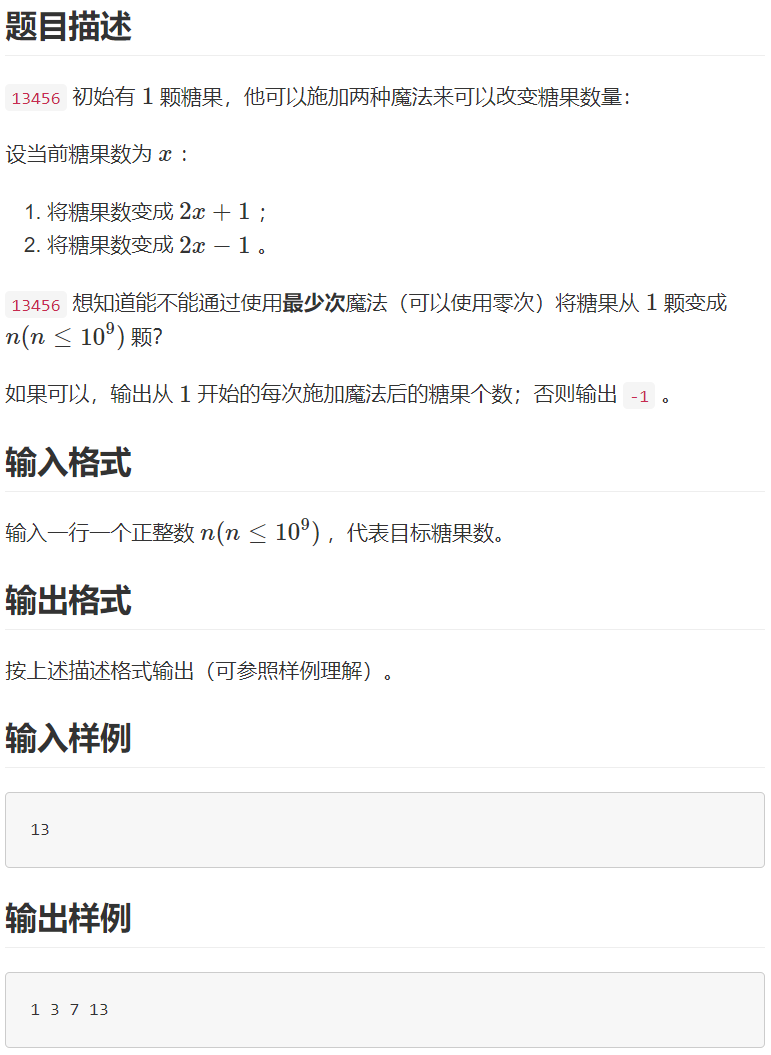 题目描述
13456 初始有 1 颗糖果，他可以施加两种魔法来可以改变糖果数量：
设当前糖果数为 x ：
1. 将糖果数变成 2x + 1 ；
2. 将糖果数变成 2x − 1 。
13456 想知道能不能通过使用最少次魔法（可以使用零次）将糖果从 1 颗变成
n(n ≤ 10⁹) 颗？
如果可以，输出从 1 开始的每次施加魔法后的糖果个数；否则输出 -1 。
输入格式
输入一行一个正整数 n(n ≤ 10⁹) ，代表目标糖果数。
输出格式
按上述描述格式输出（可参照样例理解）。
输入样例
13
输出样例
1 3 7 13